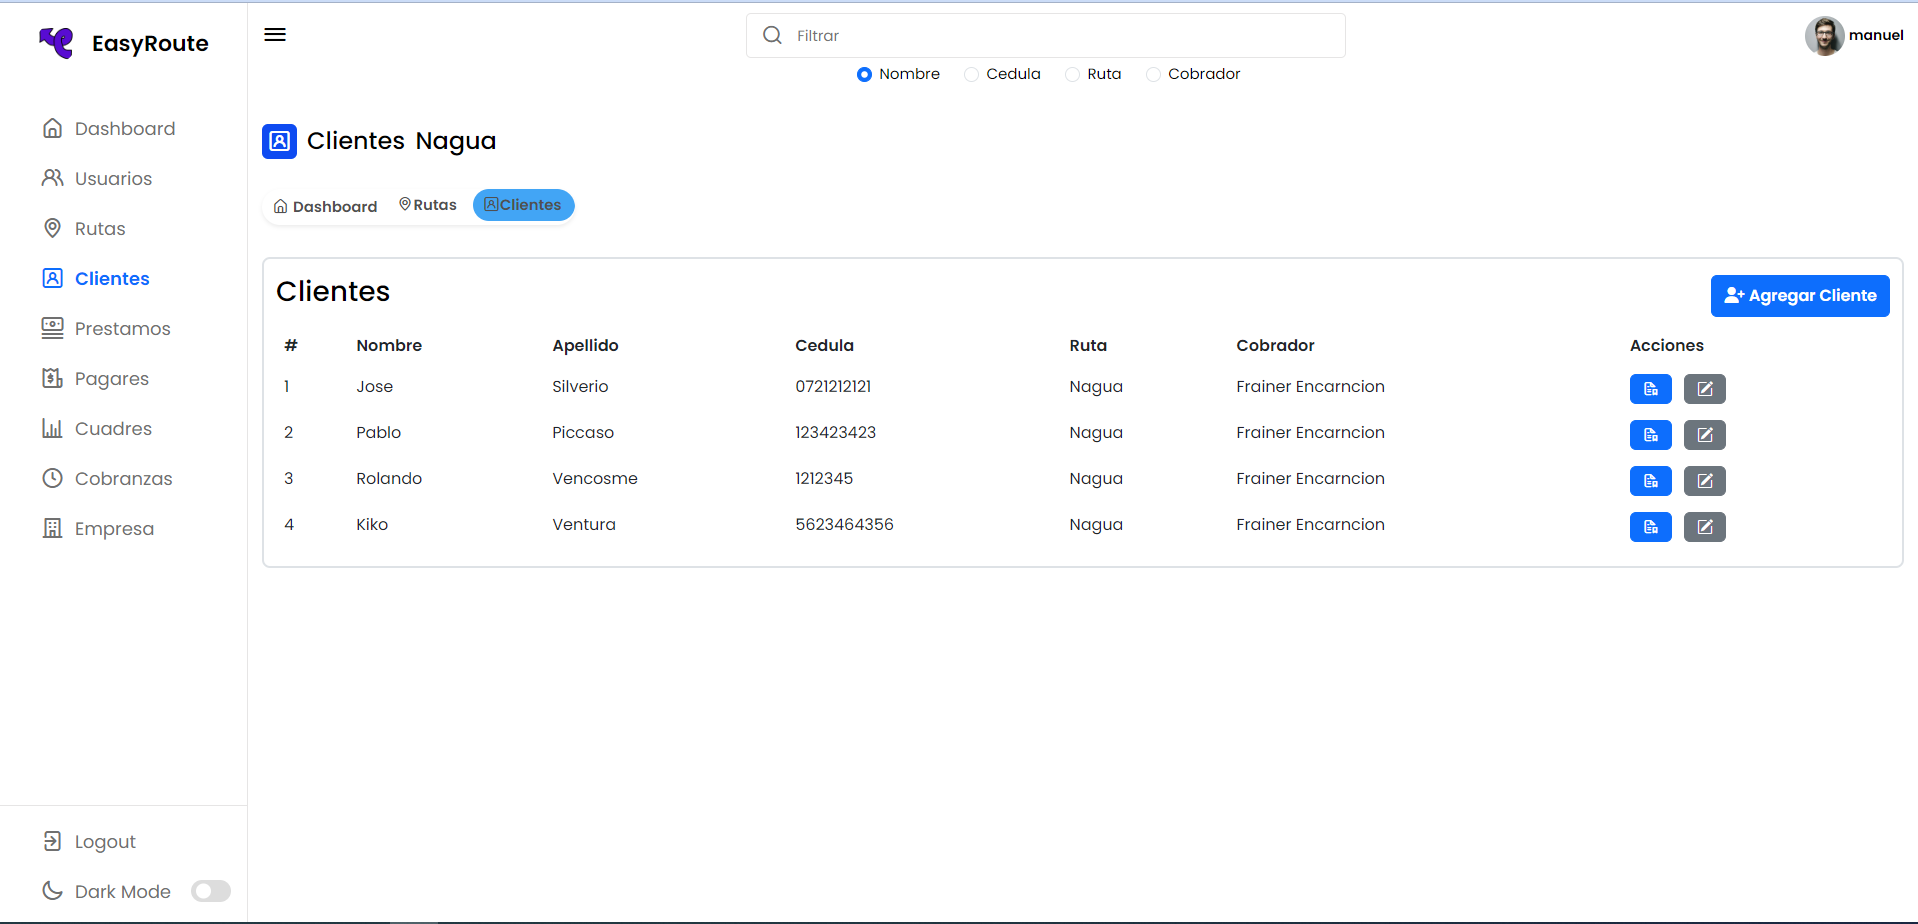 EasyRoute
Filtrar
manuel
Nombre Cedula Ruta Cobrador
Dashboard
Usuarios
Rutas
Clientes
Prestamos
Pagares
Cuadres
Cobranzas
Empresa
Logout
Dark Mode
Clientes Nagua
Dashboard Rutas Clientes
Clientes
Agregar Cliente
# Nombre Apellido Cedula Ruta Cobrador Acciones
1 Jose Silverio 0721212121 Nagua Frainer Encarncion
2 Pablo Piccaso 123423423 Nagua Frainer Encarncion
3 Rolando Vencosme 1212345 Nagua Frainer Encarncion
4 Kiko Ventura 5623464356 Nagua Frainer Encarncion